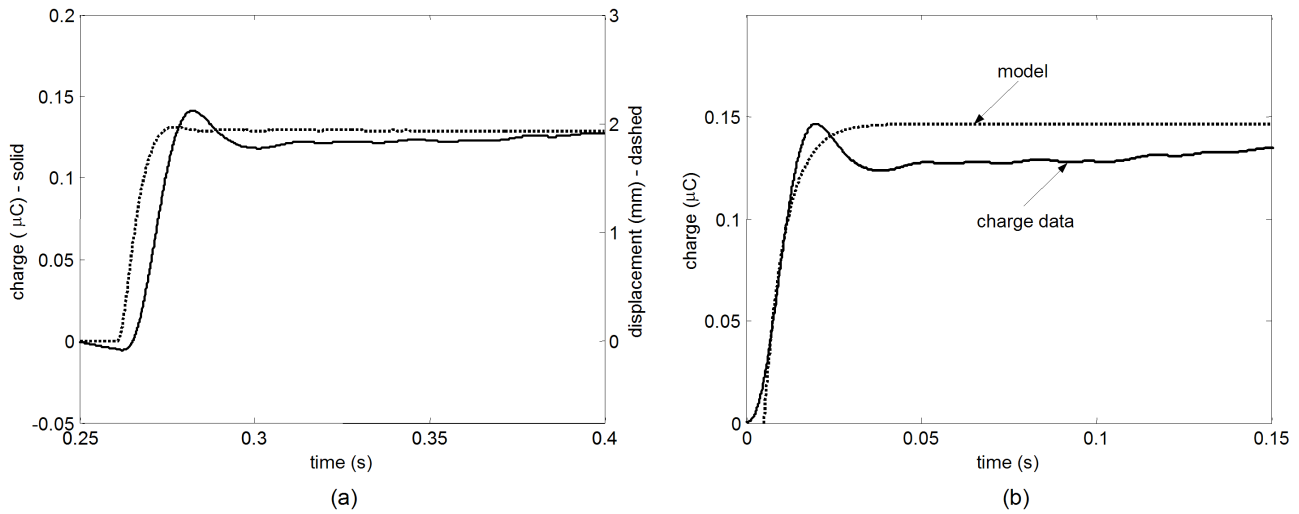 0.2
0.15
0.1
0.05
0
-0.05
charge ( μC) - solid
0.25
0.3
0.35
0.4
time (s)
3
2
1
0
displacement (mm) - dashed
(a)
0.15
0.1
0.05
0
charge (μC)
model
charge data
0
0.05
0.1
0.15
time (s)
(b)